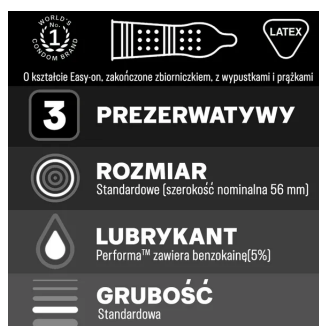 WORLD'S
No.
1
CONDOM BRAND
LATEX
O kształcie Easy-on, zakończone zbiorniczkiem, z wypustkami i prążkami
3 PREZERWATYWY
ROZMIAR
Standardowe (szerokość nominalna 56 mm)
LUBRYKANT
Performa™ zawiera benzokainę(5%)
GRUBOŚĆ
Standardowa